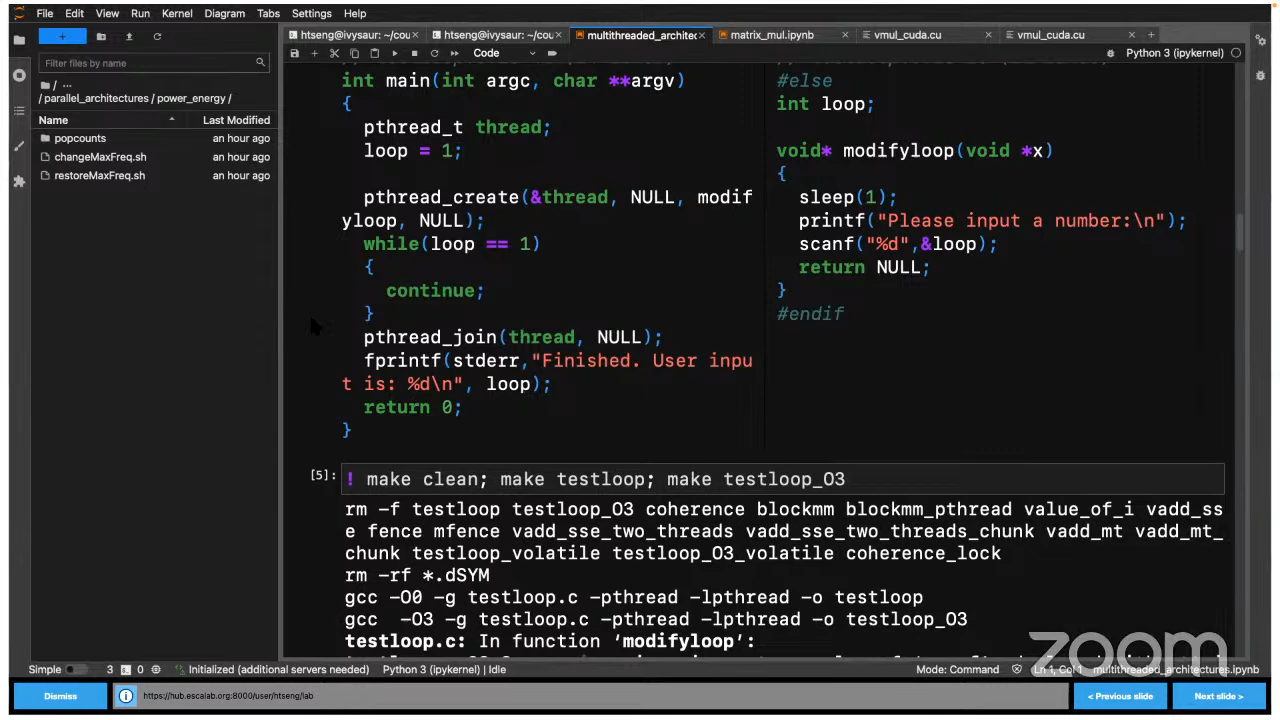 File Edit View Run Kernel Diagram Tabs Settings Help
+
Filter files by name
/ ...
/ parallel_architectures / power_energy /
Name Last Modified
popcounts an hour ago
changeMaxFreq.sh an hour ago
restoreMaxFreq.sh an hour ago
htseng@ivysaur: ~/cou ×
htseng@ivysaur: ~/cou ×
multithreaded_architec ×
matrix_mul.ipynb ×
vmul_cuda.cu ×
vmul_cuda.cu ×
+
Code
Python 3 (ipykernel)
int main(int argc, char **argv)
{
pthread_t thread;
loop = 1;
pthread_create(&thread, NULL, modif
yloop, NULL);
while(loop == 1)
{
continue;
}
pthread_join(thread, NULL);
fprintf(stderr,"Finished. User inpu
t is: %d\n", loop);
return 0;
}
#else
int loop;
void* modifyloop(void *x)
{
sleep(1);
printf("Please input a number:\n");
scanf("%d",&loop);
return NULL;
}
#endif
[5]:
! make clean; make testloop; make testloop_O3
rm -f testloop testloop_O3 coherence blockmm blockmm_pthread value_of_i vadd_ss
e fence mfence vadd_sse_two_threads vadd_sse_two_threads_chunk vadd_mt vadd_mt_
chunk testloop_volatile testloop_O3_volatile coherence_lock
rm -rf *.dSYM
gcc -O0 -g testloop.c -pthread -lpthread -o testloop
gcc -O3 -g testloop.c -pthread -lpthread -o testloop_O3
testloop.c: In function 'modifyloop':
zoom
Simple 3 0 Initialized (additional servers needed) Python 3 (ipykernel) | Idle Mode: Command Ln 1, Col 1 multithreaded_architectures.ipynb
Dismiss
https://hub.escalab.org:8000/user/htseng/lab
< Previous slide
Next slide >